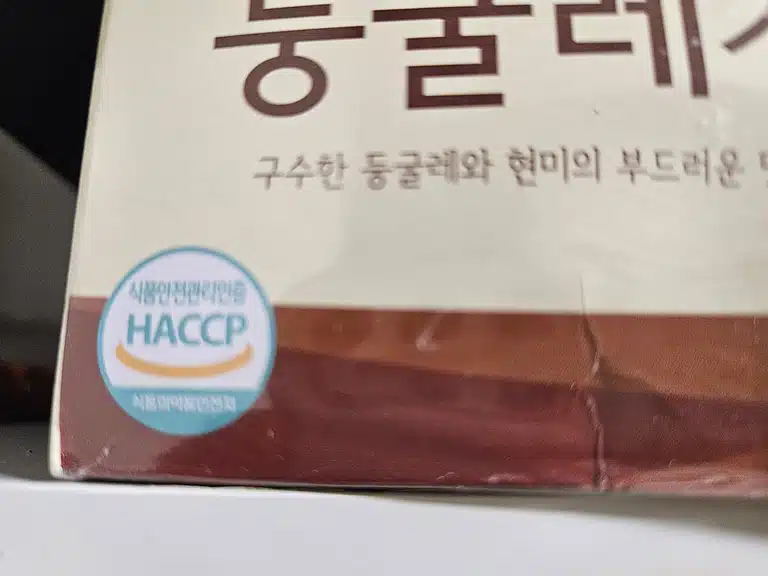 둥굴레
구수한 둥굴레와 현미의 부드러운
식품안전관리인증
HACCP
식품의약품안전처